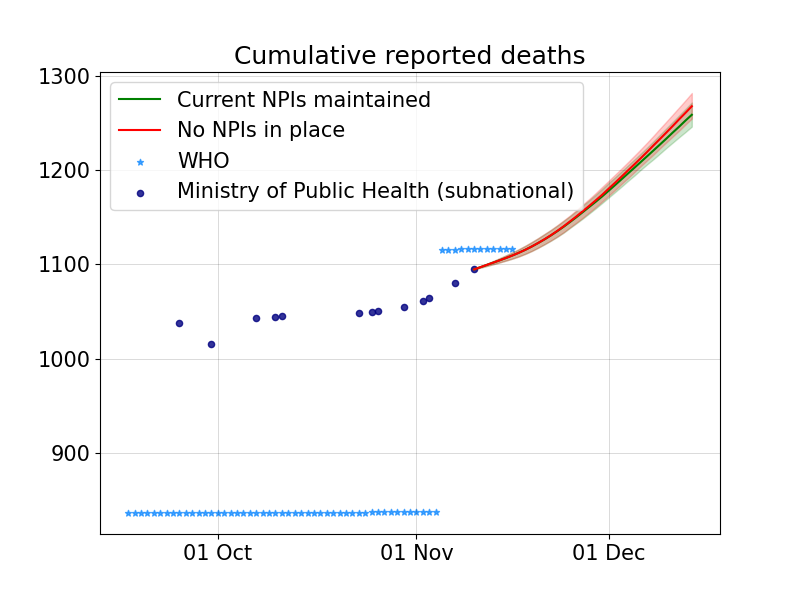 Cumulative reported deaths
1300
1200
1100
1000
900
Current NPIs maintained
No NPIs in place
WHO
Ministry of Public Health (subnational)
01 Oct
01 Nov
01 Dec